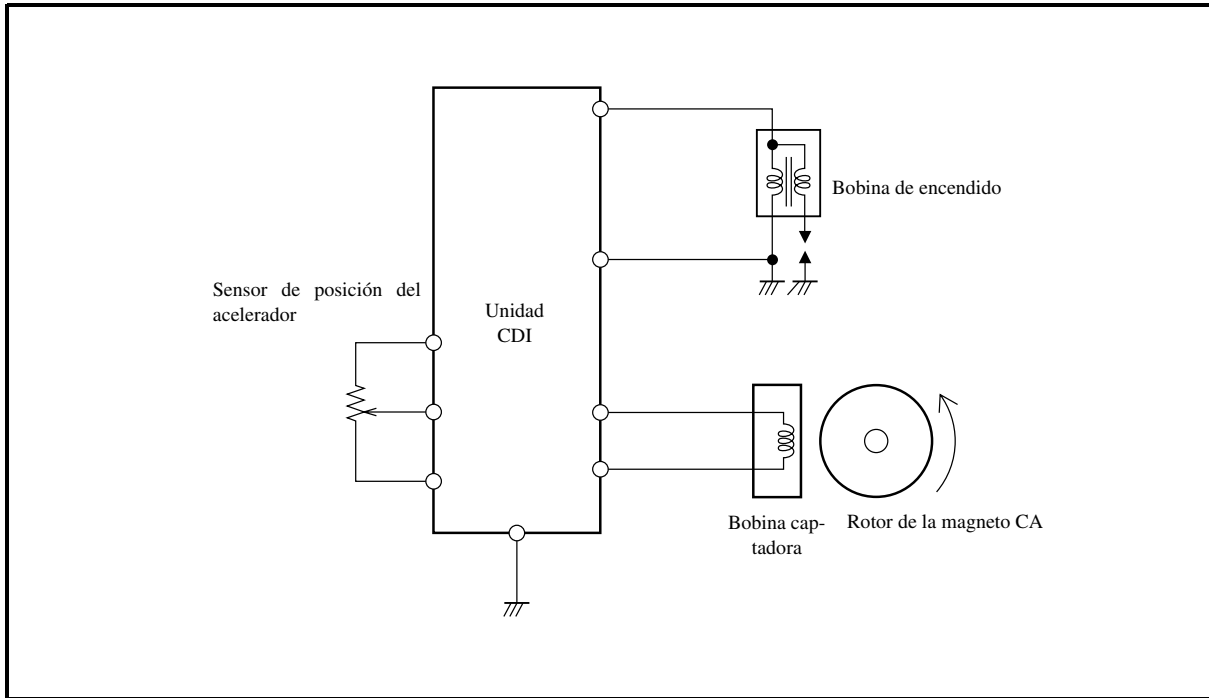 Bobina de encendido
Sensor de posición del
acelerador
Unidad
CDI
Bobina cap-
tadora
Rotor de la magneto CA